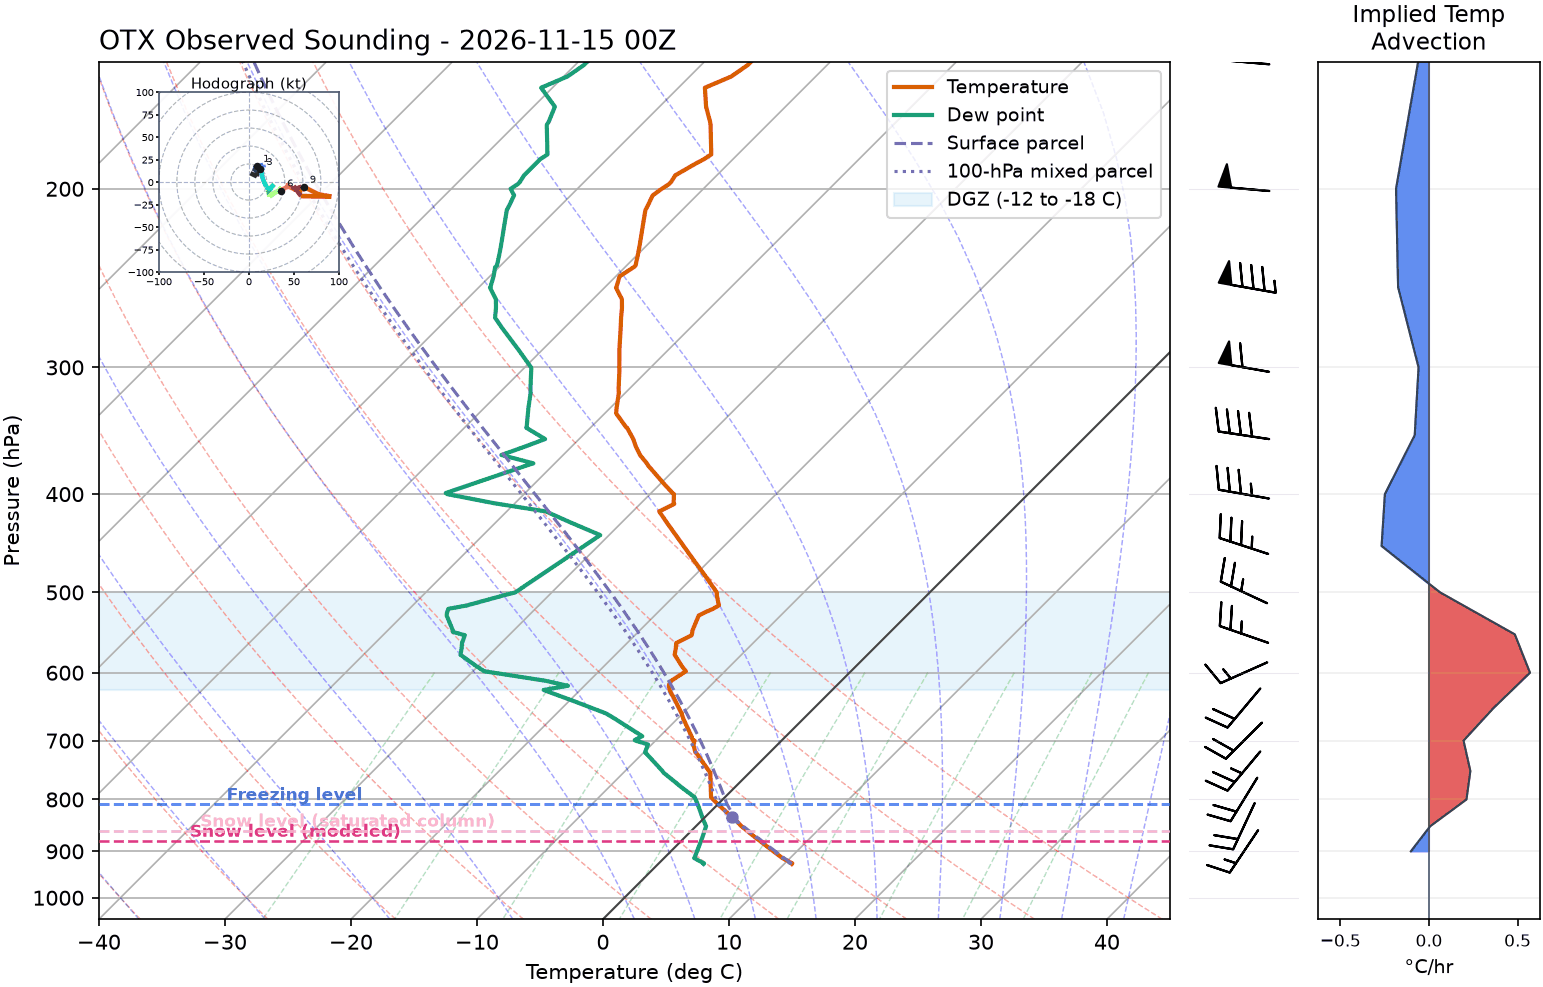 OTX Observed Sounding - 2026-11-15 00Z
Implied Temp
Advection
Hodograph (kt)
100
75
50
25
0
−25
−50
−75
−100
−100 −50 0 50 100
1
3
6
9
Temperature
Dew point
Surface parcel
100-hPa mixed parcel
DGZ (-12 to -18 C)
Pressure (hPa)
200
300
400
500
600
700
800
900
1000
Freezing level
Snow level (saturated column)
Snow level (modeled)
−40 −30 −20 −10 0 10 20 30 40
Temperature (deg C)
−0.5 0.0 0.5
°C/hr